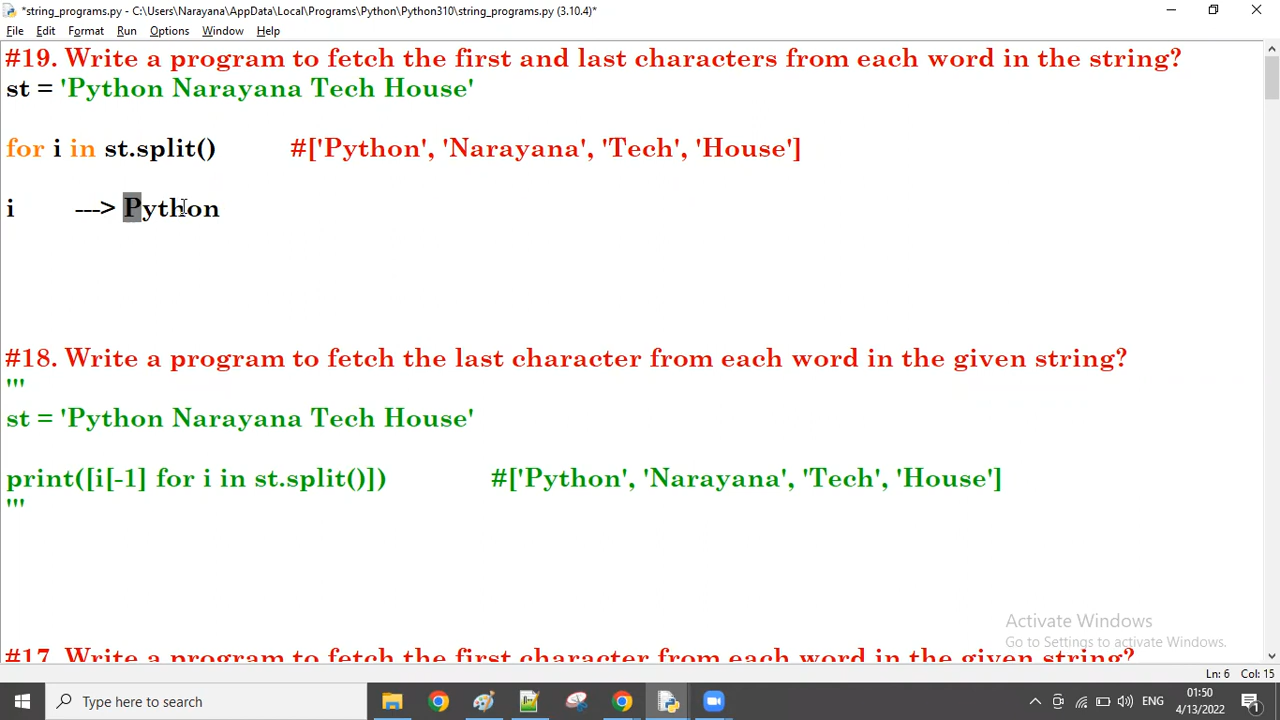 *string_programs.py - C:\Users\Narayana\AppData\Local\Programs\Python\Python310\string_programs.py (3.10.4)*
File Edit Format Run Options Window Help
#19. Write a program to fetch the first and last characters from each word in the string?
st = 'Python Narayana Tech House'
for i in st.split() #['Python', 'Narayana', 'Tech', 'House']
i ---> Python
#18. Write a program to fetch the last character from each word in the given string?
'''
st = 'Python Narayana Tech House'
print([i[-1] for i in st.split()]) #['Python', 'Narayana', 'Tech', 'House']
'''
#17. Write a program to fetch the first character from each word in the given string?
Activate Windows
Go to Settings to activate Windows.
Ln: 6 Col: 15
Type here to search
ENG
01:50
4/13/2022
1